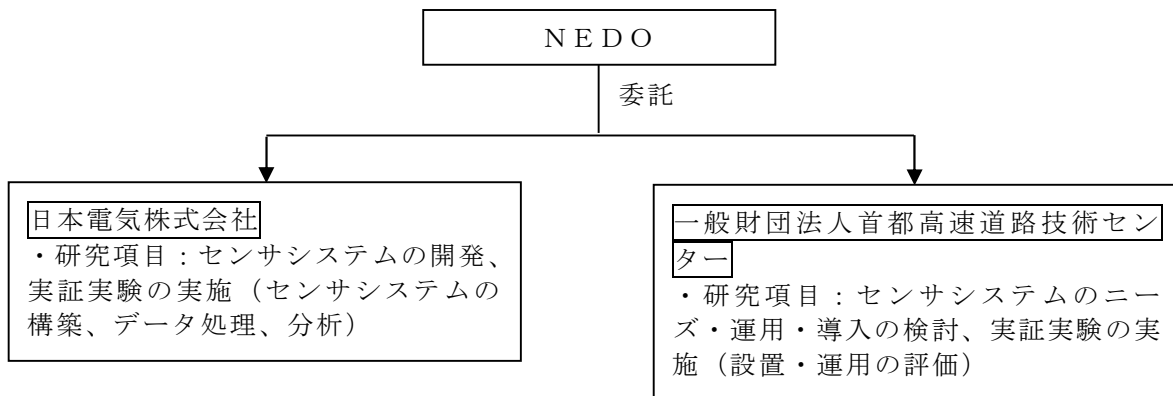 NEDO
委託
日本電気株式会社
・研究項目：センサシステムの開発、
実証実験の実施（センサシステムの
構築、データ処理、分析）
一般財団法人首都高速道路技術セン
ター
・研究項目：センサシステムのニー
ズ・運用・導入の検討、実証実験の実
施（設置・運用の評価）